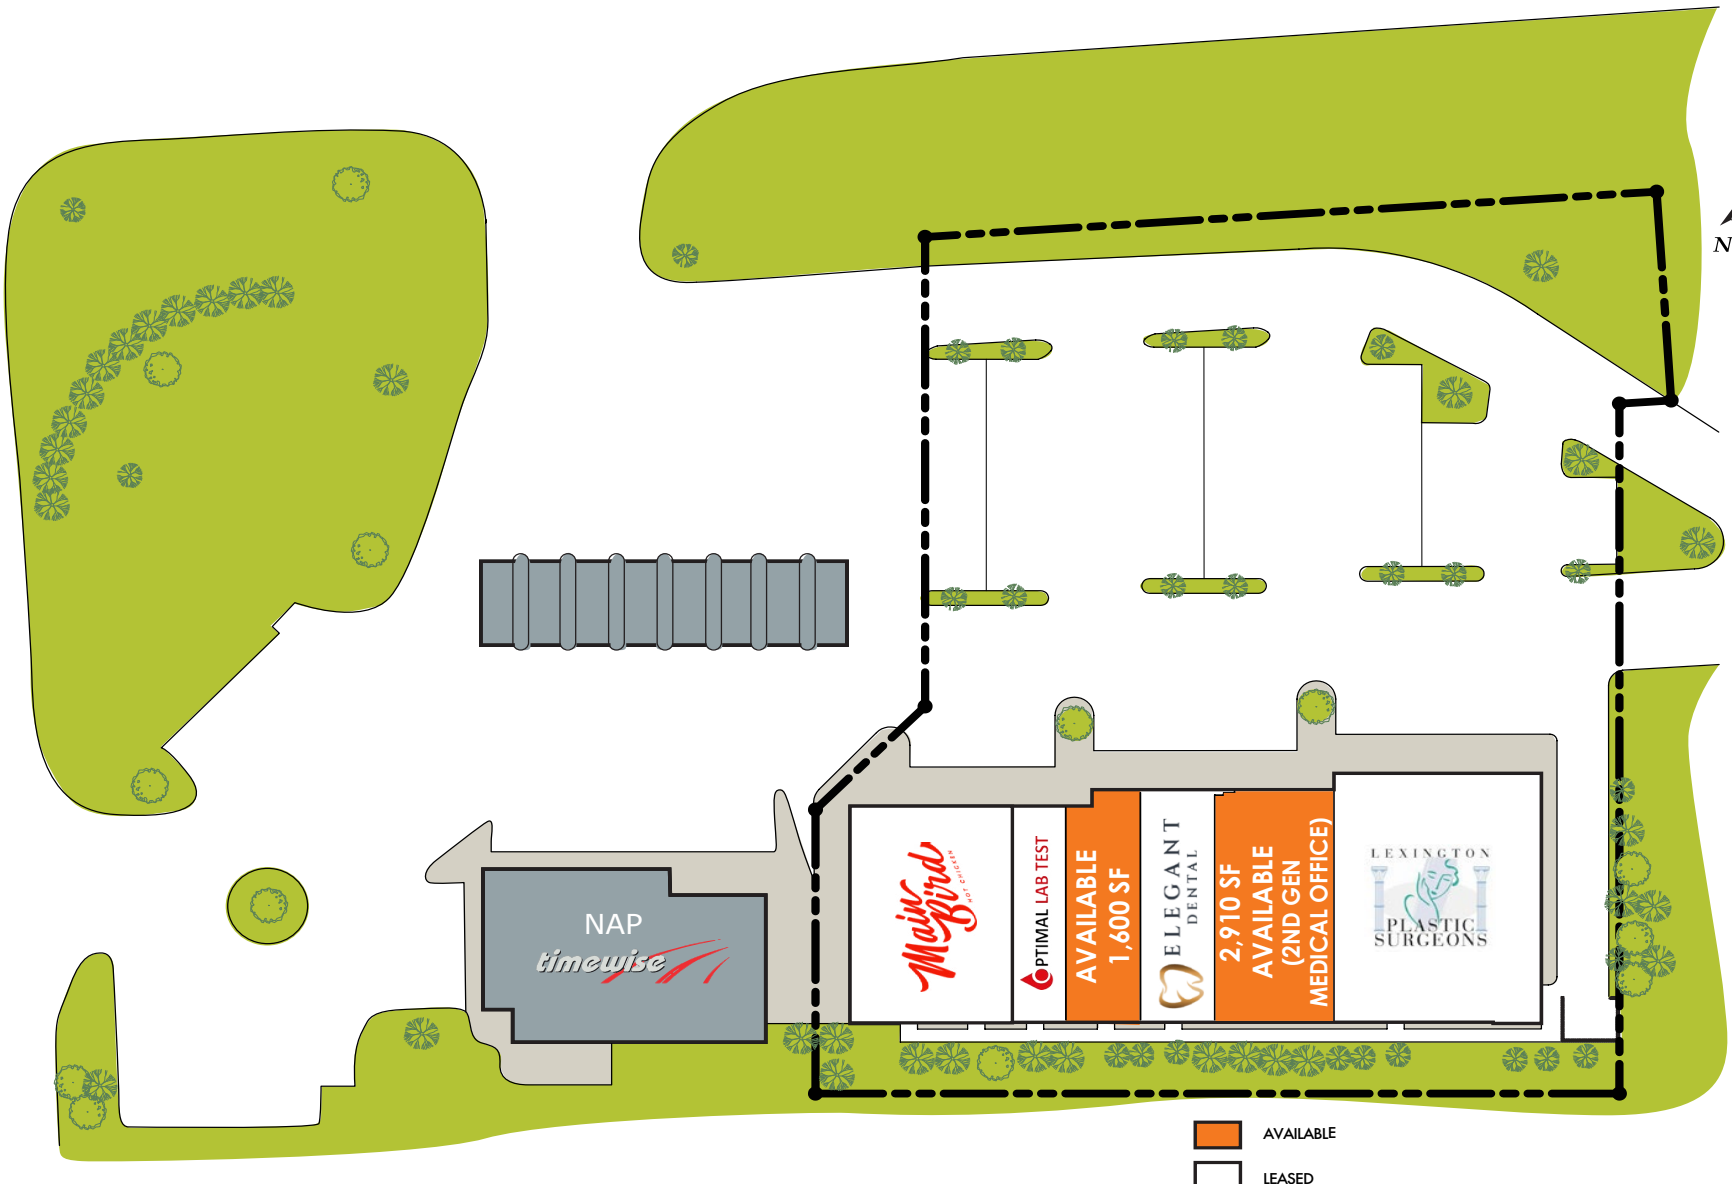 N
NAP
timewise
Main
Bird
HOT CHICKEN
OPTIMAL LAB TEST
AVAILABLE
1,600 SF
ELEGANT
DENTAL
2,910 SF
AVAILABLE
(2ND GEN
MEDICAL OFFICE)
LEXINGTON
PLASTIC
SURGEONS
AVAILABLE
LEASED